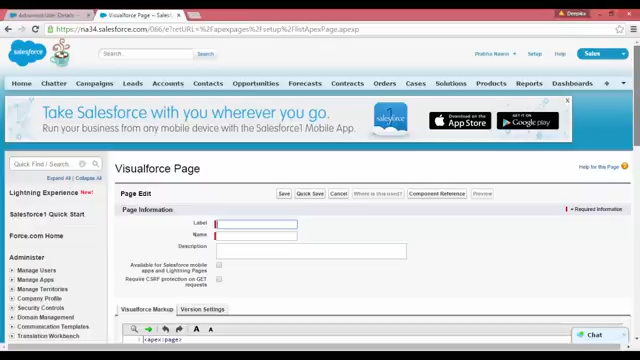 Visualforce Page ~ Sales
Deepika
https://na34.salesforce.com/066/e?retURL=%2Fapexpages%2Fsetup%2FlistApexPage.apexp
salesforce
Search...
Search
Setup
Sales
Home Chatter Campaigns Leads Accounts Contacts Opportunities Forecasts Contracts Orders Cases Solutions Products Reports Dashboards +
Take Salesforce with you wherever you go.
Run your business from any mobile device with the Salesforce1 Mobile App.
salesforce
Download on the
App Store
GET IT ON
Google play
X
Quick Find / Search...
Expand All | Collapse All
Lightning Experience New!
Salesforce1 Quick Start
Force.com Home
Administer
Manage Users
Manage Apps
Manage Territories
Company Profile
Security Controls
Domain Management
Communication Templates
Translation Workbench
Visualforce Page
Help for this Page
Page Edit
Save
Quick Save
Cancel
Where is this used?
Component Reference
Preview
Page Information
= Required Information
Label
Name
Description
Available for Salesforce mobile
apps and Lightning Pages
Require CSRF protection on GET
requests
Visualforce Markup
Version Settings
A A
1 <apex:page>
Chat